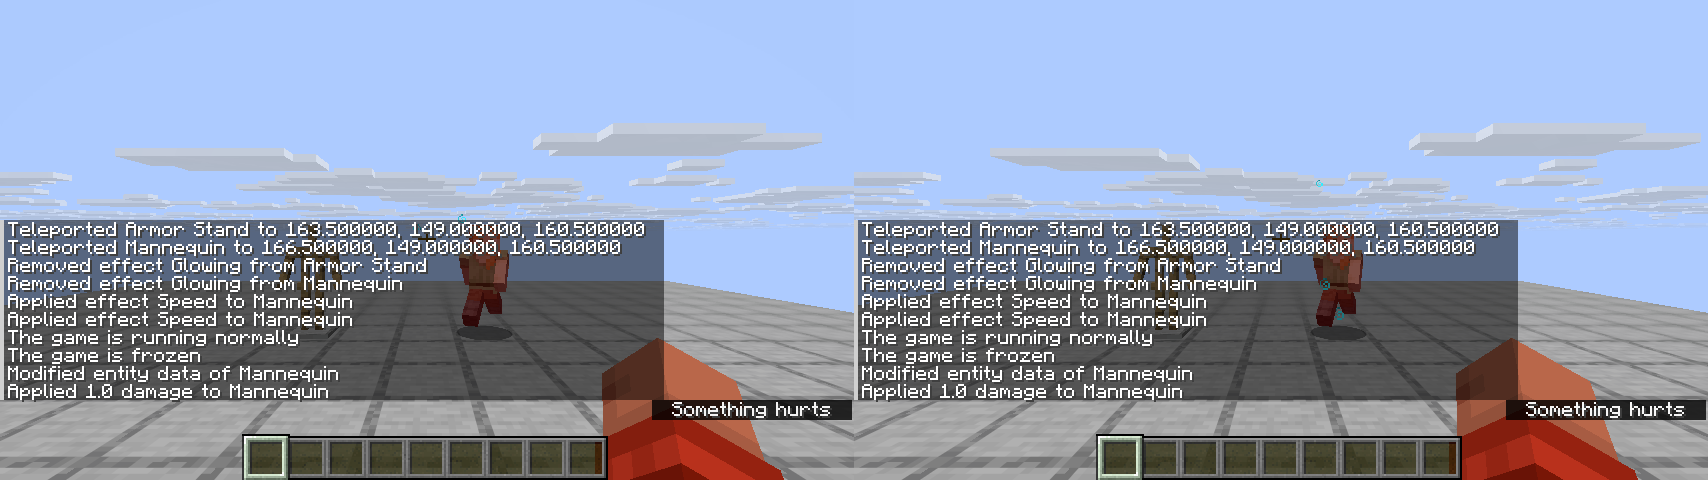 Teleported Armor Stand to 163.500000, 149.000000, 160.500000
Teleported Mannequin to 166.500000, 149.000000, 160.500000
Removed effect Glowing from Armor Stand
Removed effect Glowing from Mannequin
Applied effect Speed to Mannequin
Applied effect Speed to Mannequin
The game is running normally
The game is frozen
Modified entity data of Mannequin
Applied 1.0 damage to Mannequin
Something hurts
Teleported Armor Stand to 163.500000, 149.000000, 160.500000
Teleported Mannequin to 166.500000, 149.000000, 160.500000
Removed effect Glowing from Armor Stand
Removed effect Glowing from Mannequin
Applied effect Speed to Mannequin
Applied effect Speed to Mannequin
The game is running normally
The game is frozen
Modified entity data of Mannequin
Applied 1.0 damage to Mannequin
Something hurts